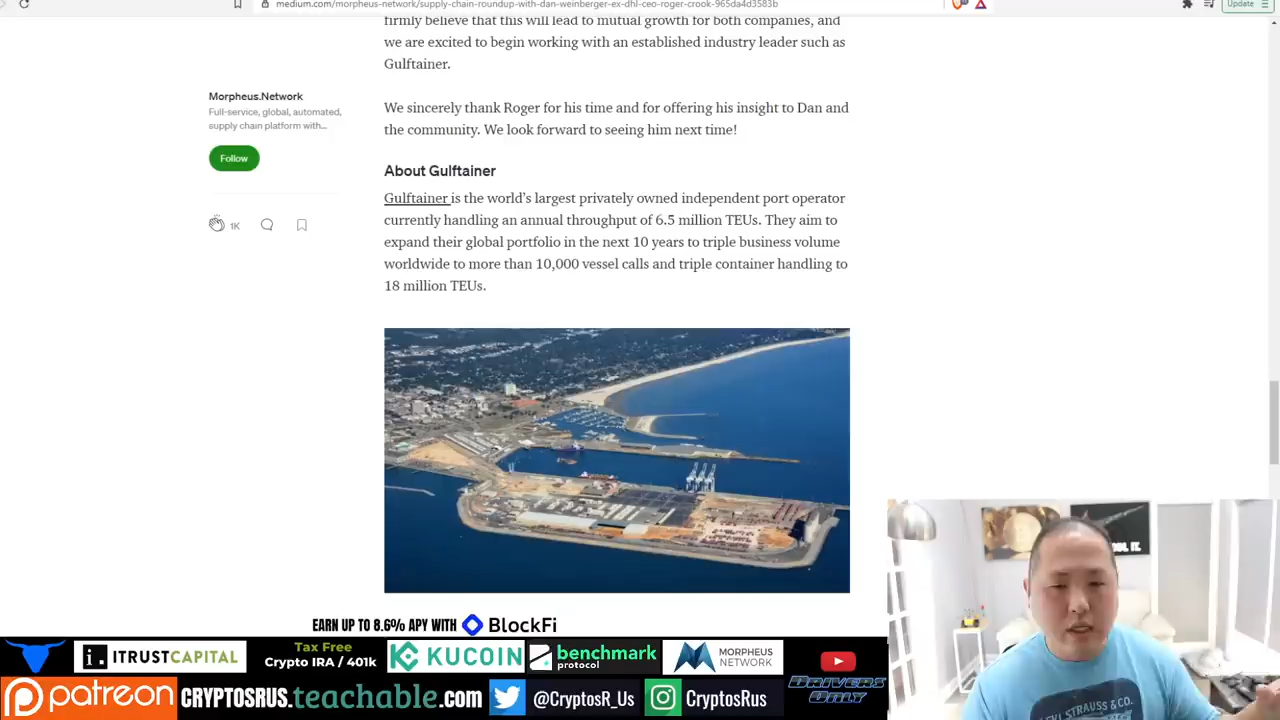 medium.com/morpheus-network/supply-chain-roundup-with-dan-weinberger-ex-dhl-ceo-roger-crook-965da4d3583b
Update
firmly believe that this will lead to mutual growth for both companies, and
we are excited to begin working with an established industry leader such as
Gulftainer.
Morpheus.Network
Full-service, global, automated,
supply chain platform with...
Follow
1K
We sincerely thank Roger for his time and for offering his insight to Dan and
the community. We look forward to seeing him next time!
About Gulftainer
Gulftainer is the world’s largest privately owned independent port operator
currently handling an annual throughput of 6.5 million TEUs. They aim to
expand their global portfolio in the next 10 years to triple business volume
worldwide to more than 10,000 vessel calls and triple container handling to
18 million TEUs.
EARN UP TO 8.6% APY WITH BlockFi
i. ITRUSTCAPITAL
Tax Free
Crypto IRA / 401k
KUCOIN
benchmark
protocol
MORPHEUS
NETWORK
DRIVERS
ONLY
patreon
CRYPTOSRUS.teachable.com
@CryptosR_Us
CryptosRus